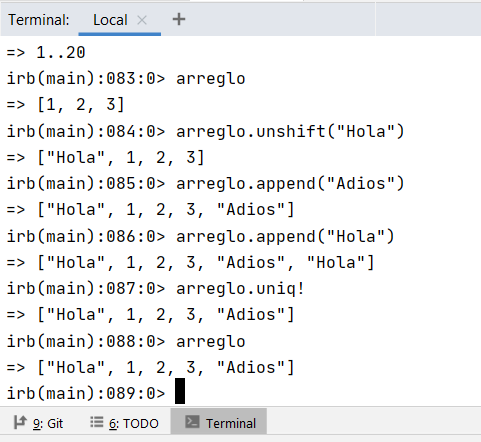 Terminal: Local × +
=> 1..20
irb(main):083:0> arreglo
=> [1, 2, 3]
irb(main):084:0> arreglo.unshift("Hola")
=> ["Hola", 1, 2, 3]
irb(main):085:0> arreglo.append("Adios")
=> ["Hola", 1, 2, 3, "Adios"]
irb(main):086:0> arreglo.append("Hola")
=> ["Hola", 1, 2, 3, "Adios", "Hola"]
irb(main):087:0> arreglo.uniq!
=> ["Hola", 1, 2, 3, "Adios"]
irb(main):088:0> arreglo
=> ["Hola", 1, 2, 3, "Adios"]
irb(main):089:0>
9: Git 6: TODO Terminal